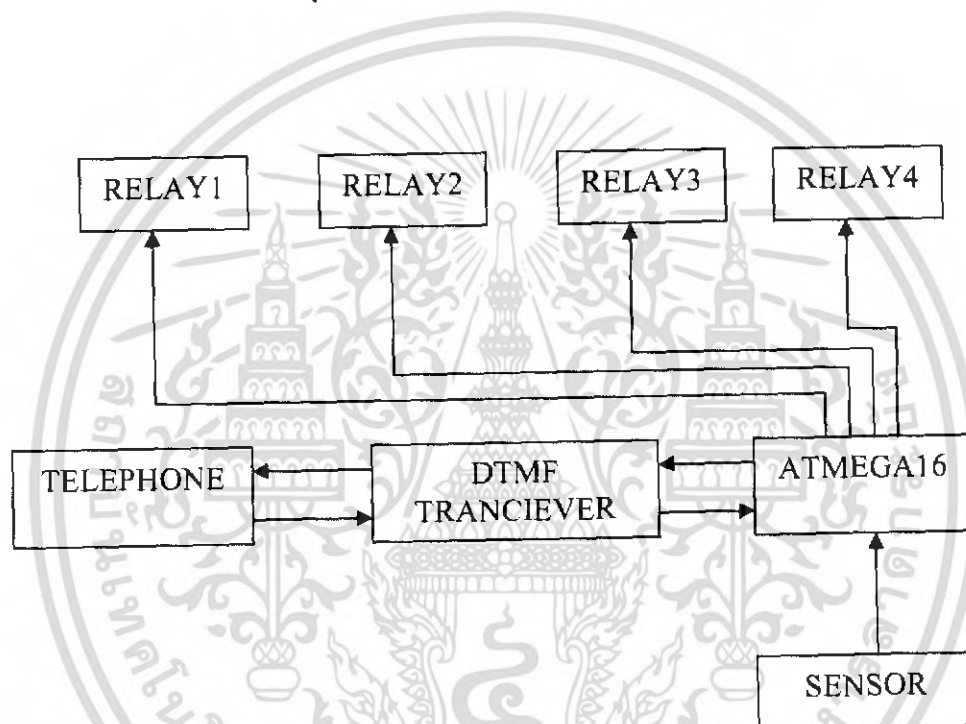 RELAY1
RELAY2
RELAY3
RELAY4
TELEPHONE
DTMF
TRANCIEVER
ATMEGA16
SENSOR